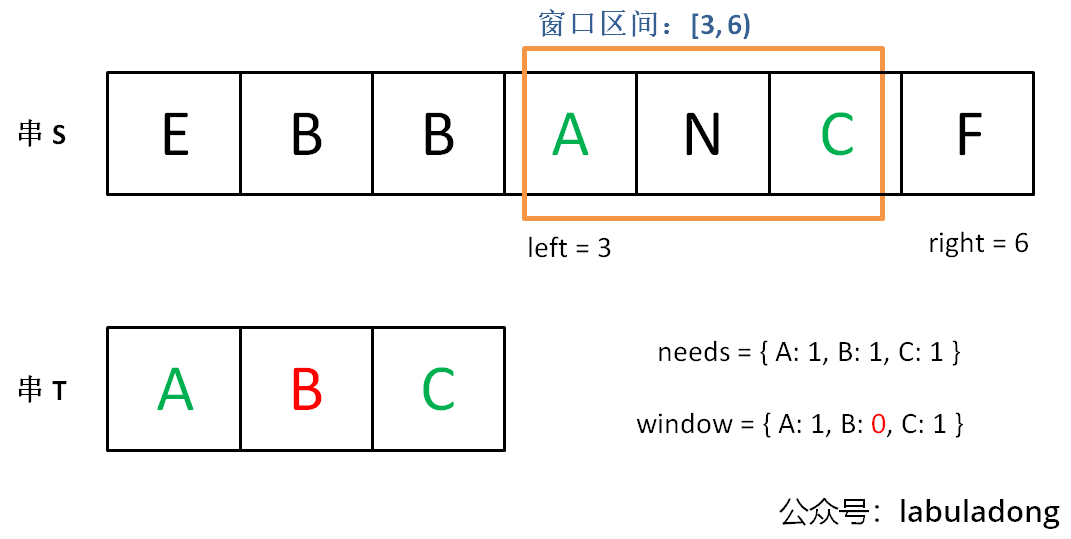 窗口区间：[3, 6)
串 S E B B A N C F
left = 3 right = 6
串 T A B C
needs = { A: 1, B: 1, C: 1 }
window = { A: 1, B: 0, C: 1 }
公众号：labuladong